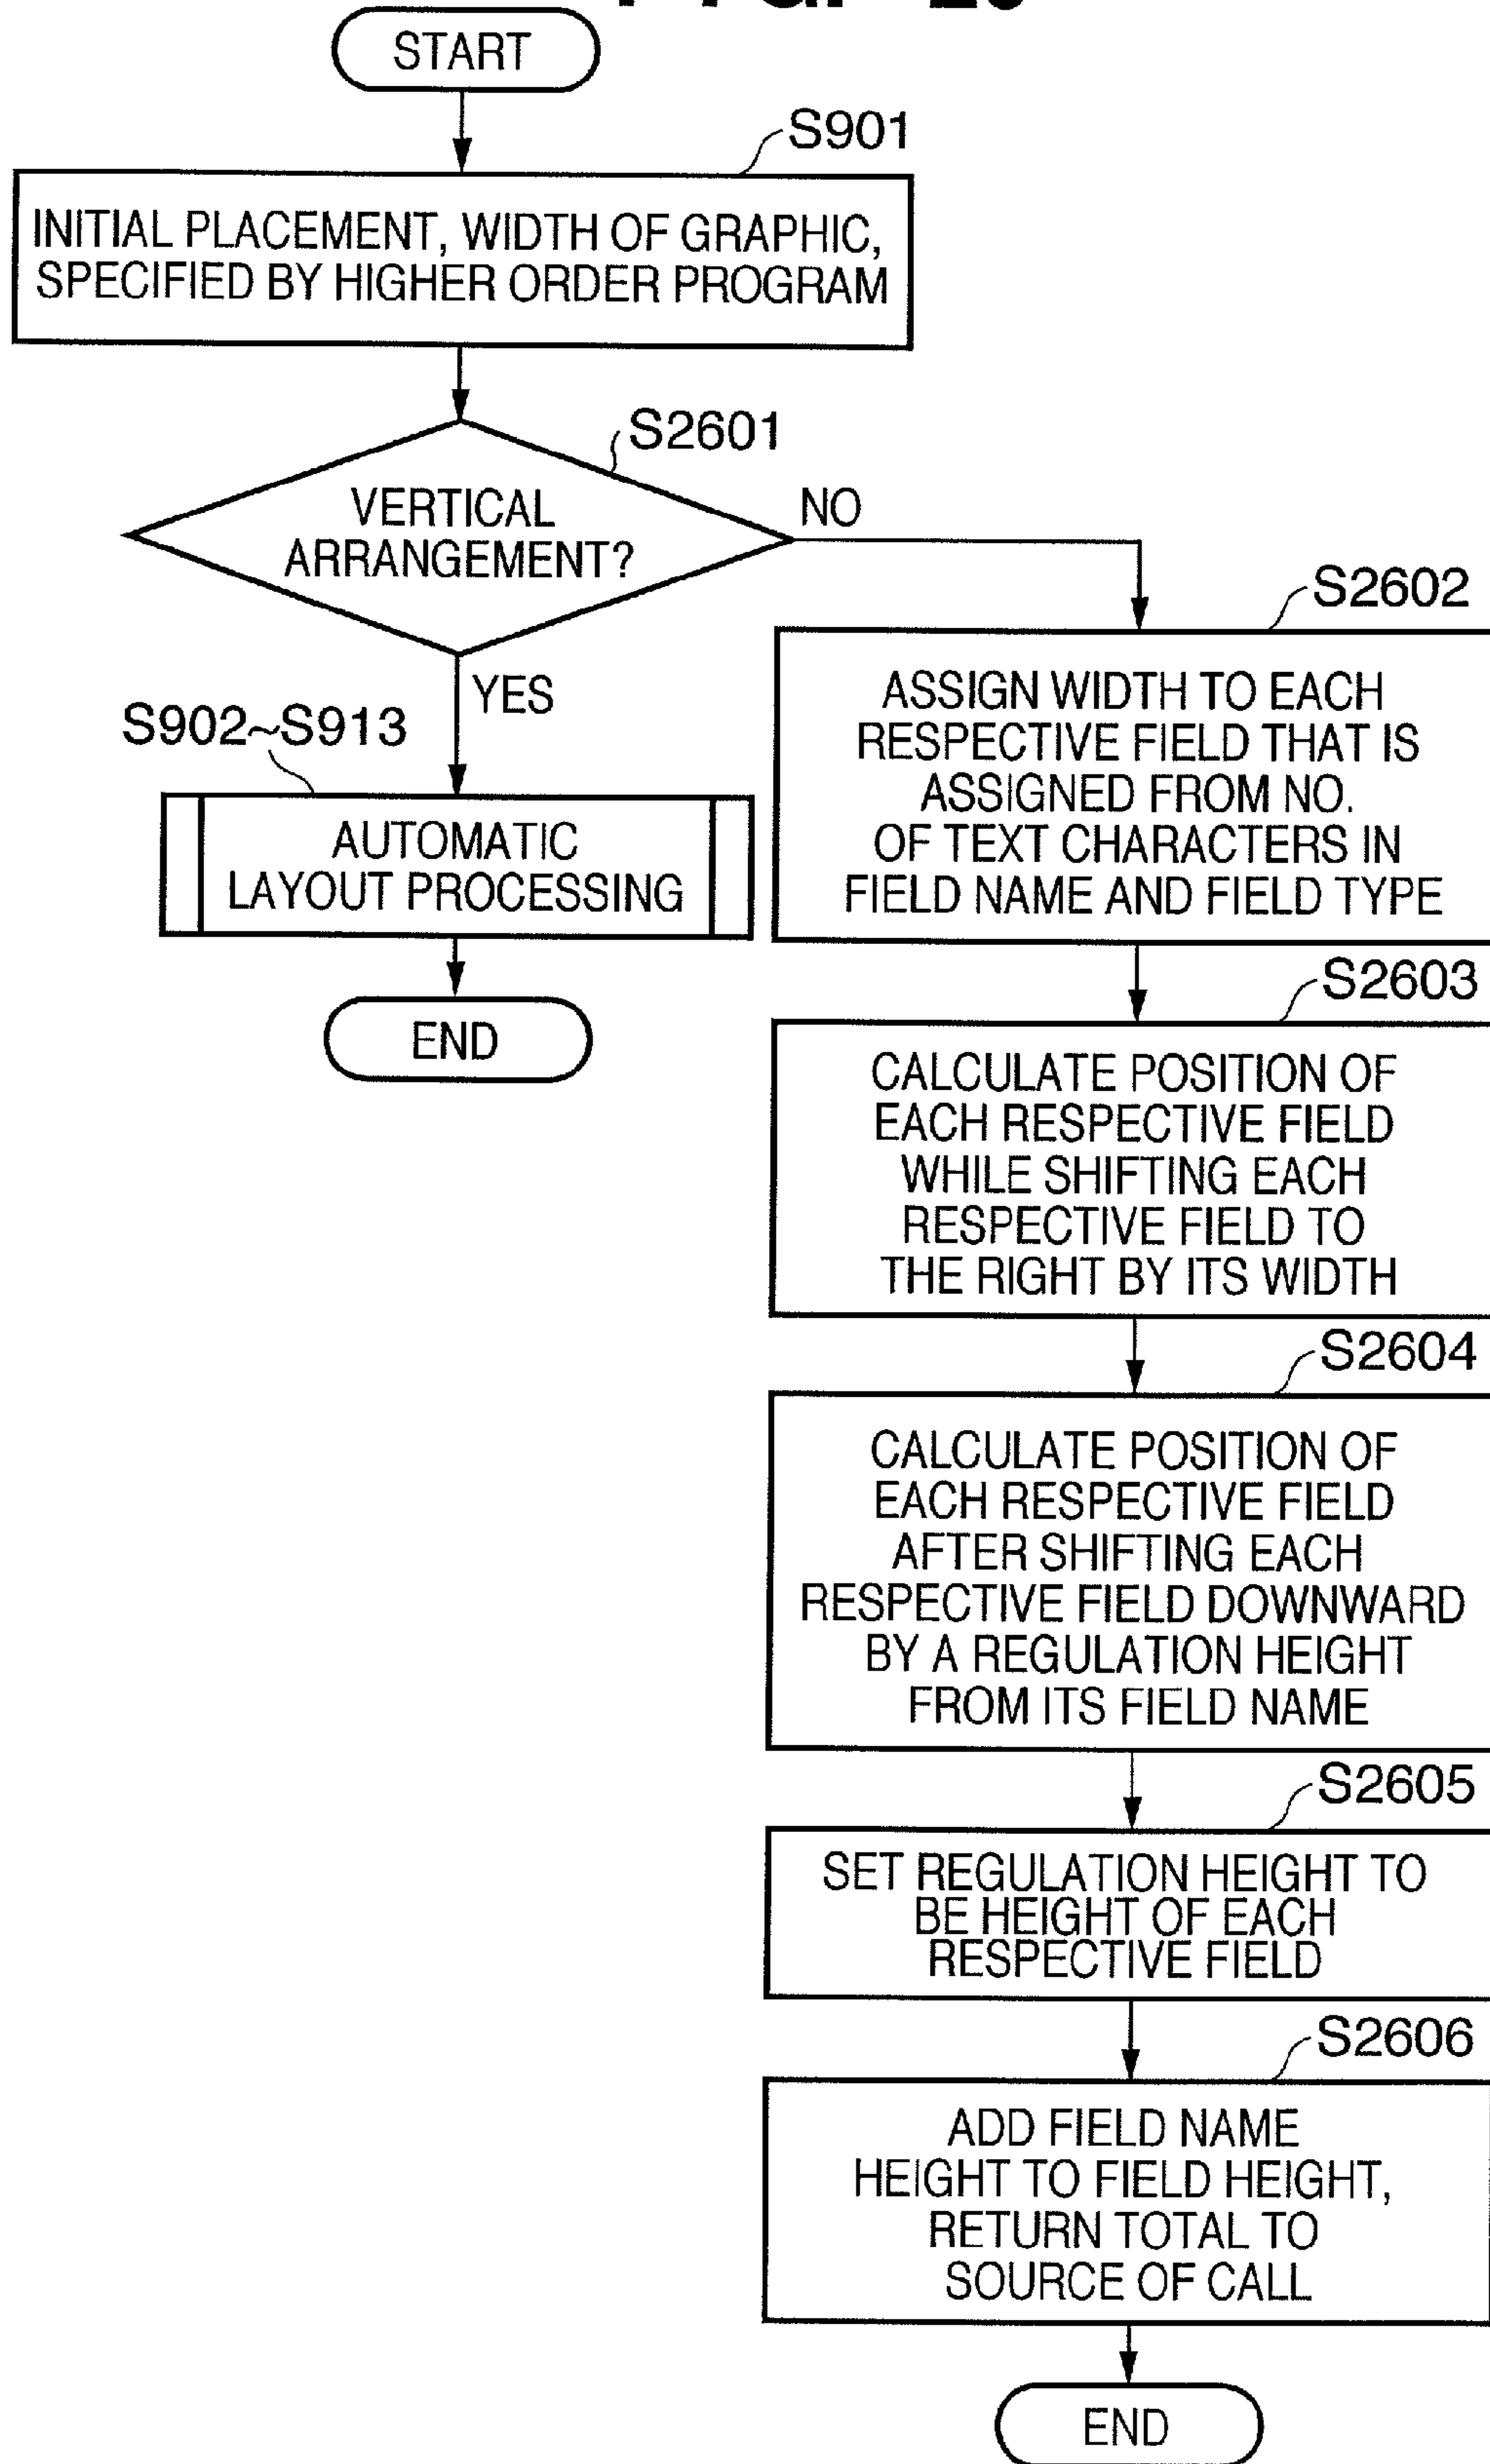 START
S901
INITIAL PLACEMENT, WIDTH OF GRAPHIC,
SPECIFIED BY HIGHER ORDER PROGRAM
S2601
VERTICAL
ARRANGEMENT?
NO
YES
S902~S913
AUTOMATIC
LAYOUT PROCESSING
END
S2602
ASSIGN WIDTH TO EACH
RESPECTIVE FIELD THAT IS
ASSIGNED FROM NO.
OF TEXT CHARACTERS IN
FIELD NAME AND FIELD TYPE
S2603
CALCULATE POSITION OF
EACH RESPECTIVE FIELD
WHILE SHIFTING EACH
RESPECTIVE FIELD TO
THE RIGHT BY ITS WIDTH
S2604
CALCULATE POSITION OF
EACH RESPECTIVE FIELD
AFTER SHIFTING EACH
RESPECTIVE FIELD DOWNWARD
BY A REGULATION HEIGHT
FROM ITS FIELD NAME
S2605
SET REGULATION HEIGHT TO
BE HEIGHT OF EACH
RESPECTIVE FIELD
S2606
ADD FIELD NAME
HEIGHT TO FIELD HEIGHT,
RETURN TOTAL TO
SOURCE OF CALL
END